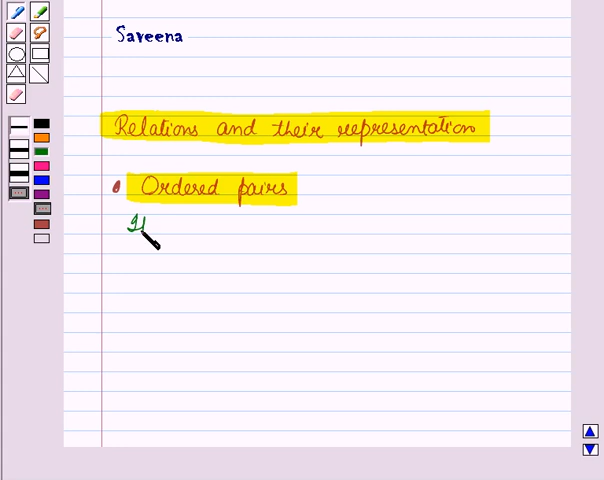 Saveena
Relations and their representation
• Ordered pairs